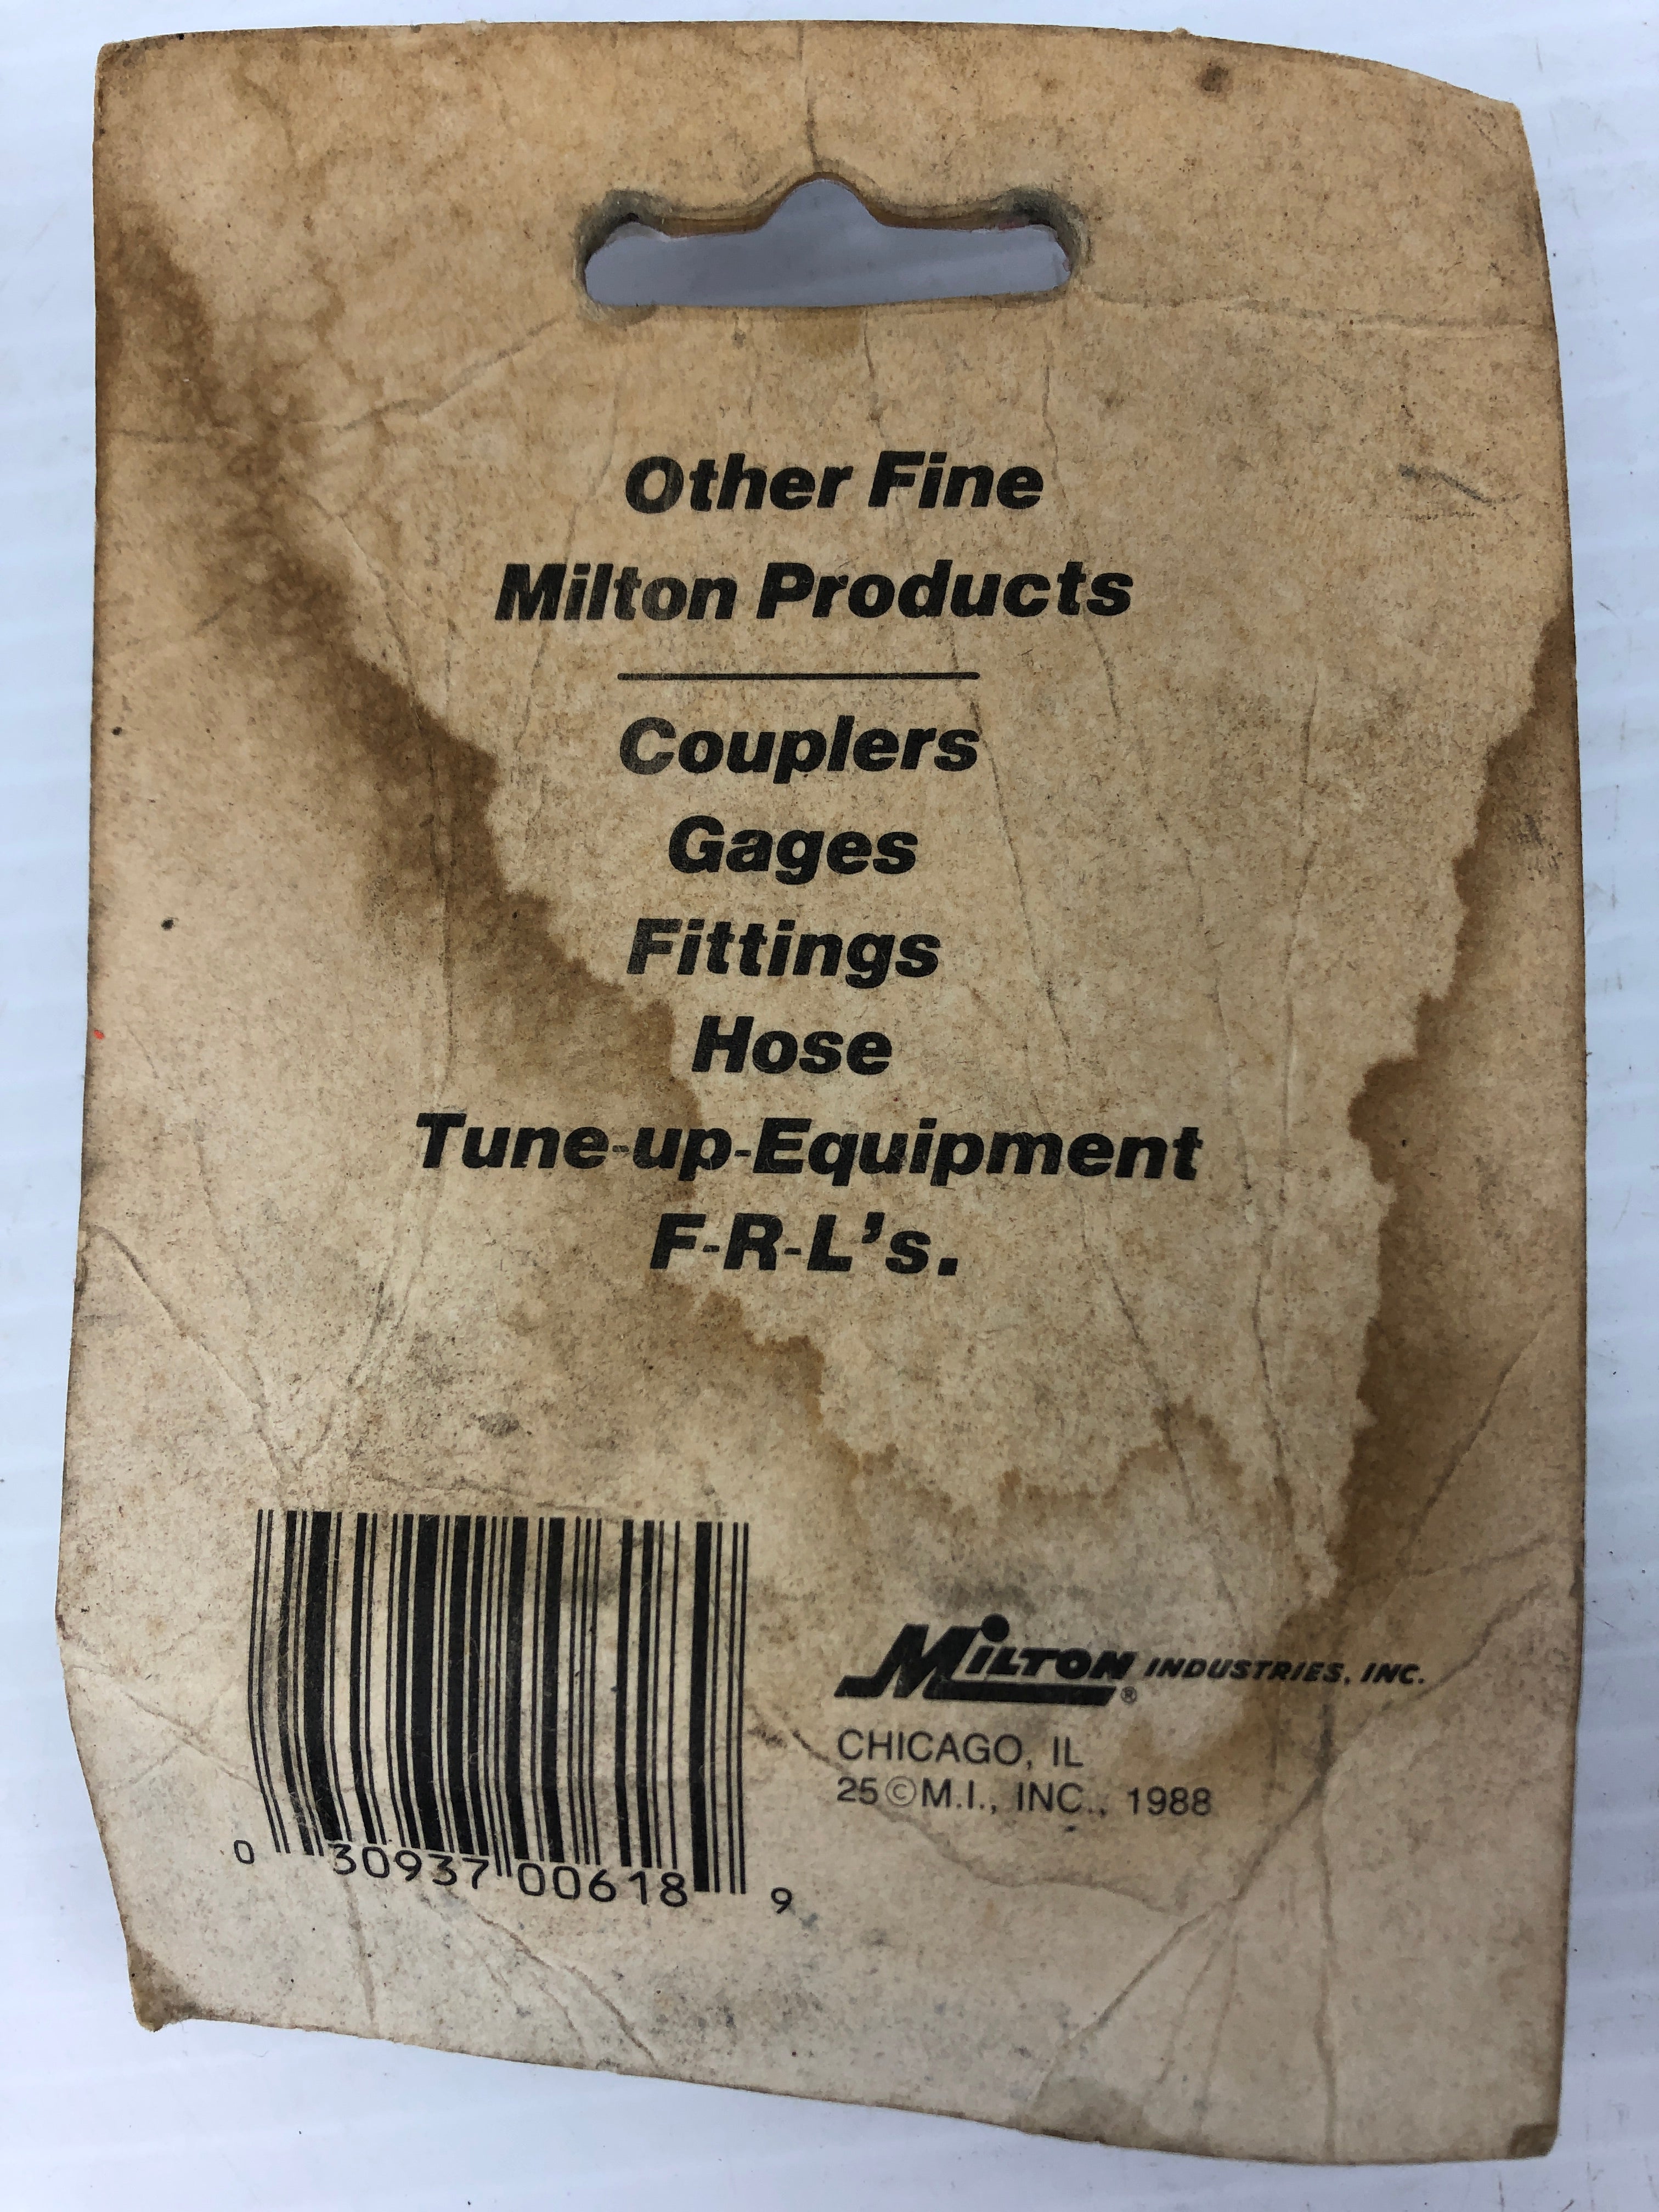 Other Fine
Milton Products
Couplers
Gages
Fittings
Hose
Tune-up-Equipment
F-R-L's.
MILTON® INDUSTRIES, INC.
CHICAGO, IL
25©M.I., INC., 1988
0 30937 00618 9